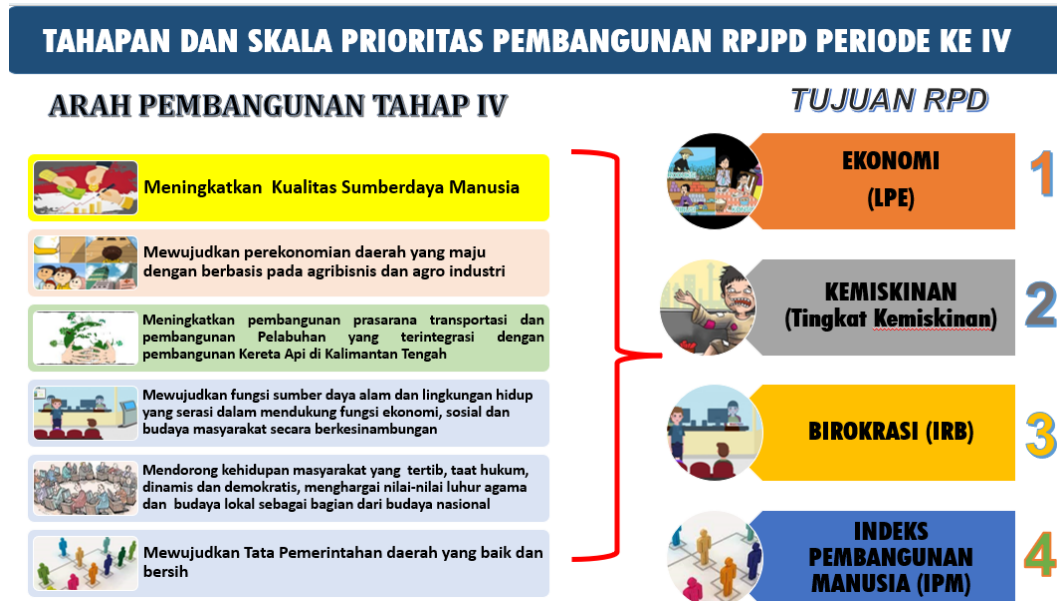 TAHAPAN DAN SKALA PRIORITAS PEMBANGUNAN RPJPD PERIODE KE IV
ARAH PEMBANGUNAN TAHAP IV
Meningkatkan Kualitas Sumberdaya Manusia
Mewujudkan perekonomian daerah yang maju
dengan berbasis pada agribisnis dan agro industri
Meningkatkan pembangunan prasarana transportasi dan
pembangunan Pelabuhan yang terintegrasi dengan
pembangunan Kereta Api di Kalimantan Tengah
Mewujudkan fungsi sumber daya alam dan lingkungan hidup
yang serasi dalam mendukung fungsi ekonomi, sosial dan
budaya masyarakat secara berkesinambungan
Mendorong kehidupan masyarakat yang tertib, taat hukum,
dinamis dan demokratis, menghargai nilai-nilai luhur agama
dan budaya lokal sebagai bagian dari budaya nasional
Mewujudkan Tata Pemerintahan daerah yang baik dan
bersih
TUJUAN RPD
EKONOMI
(LPE)
1
KEMISKINAN
(Tingkat Kemiskinan)
2
BIROKRASI (IRB)
3
INDEKS
PEMBANGUNAN
MANUSIA (IPM)
4